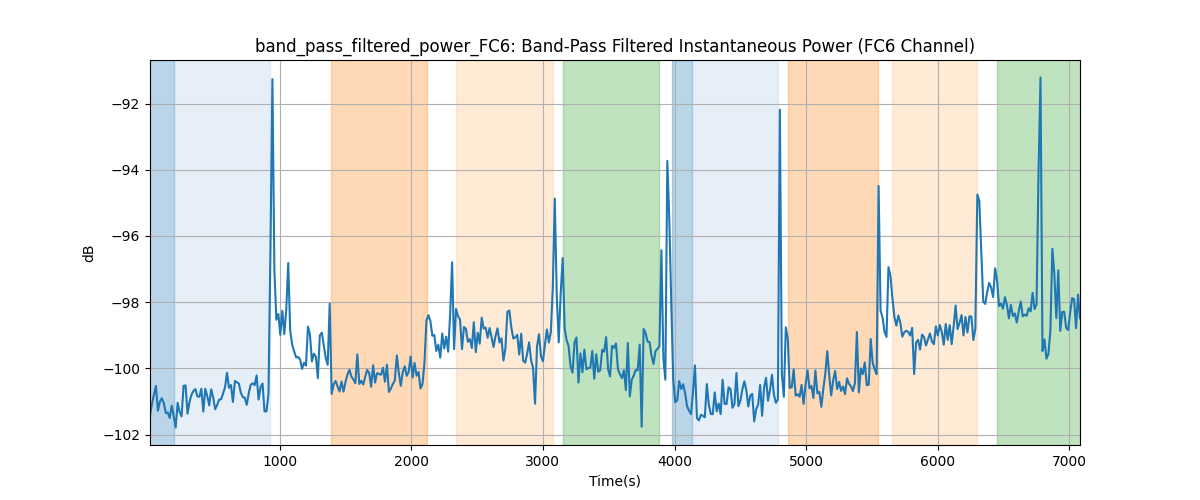 band_pass_filtered_power_FC6: Band-Pass Filtered Instantaneous Power (FC6 Channel)
−92
−94
−96
−98
−100
−102
dB
1000 2000 3000 4000 5000 6000 7000
Time(s)